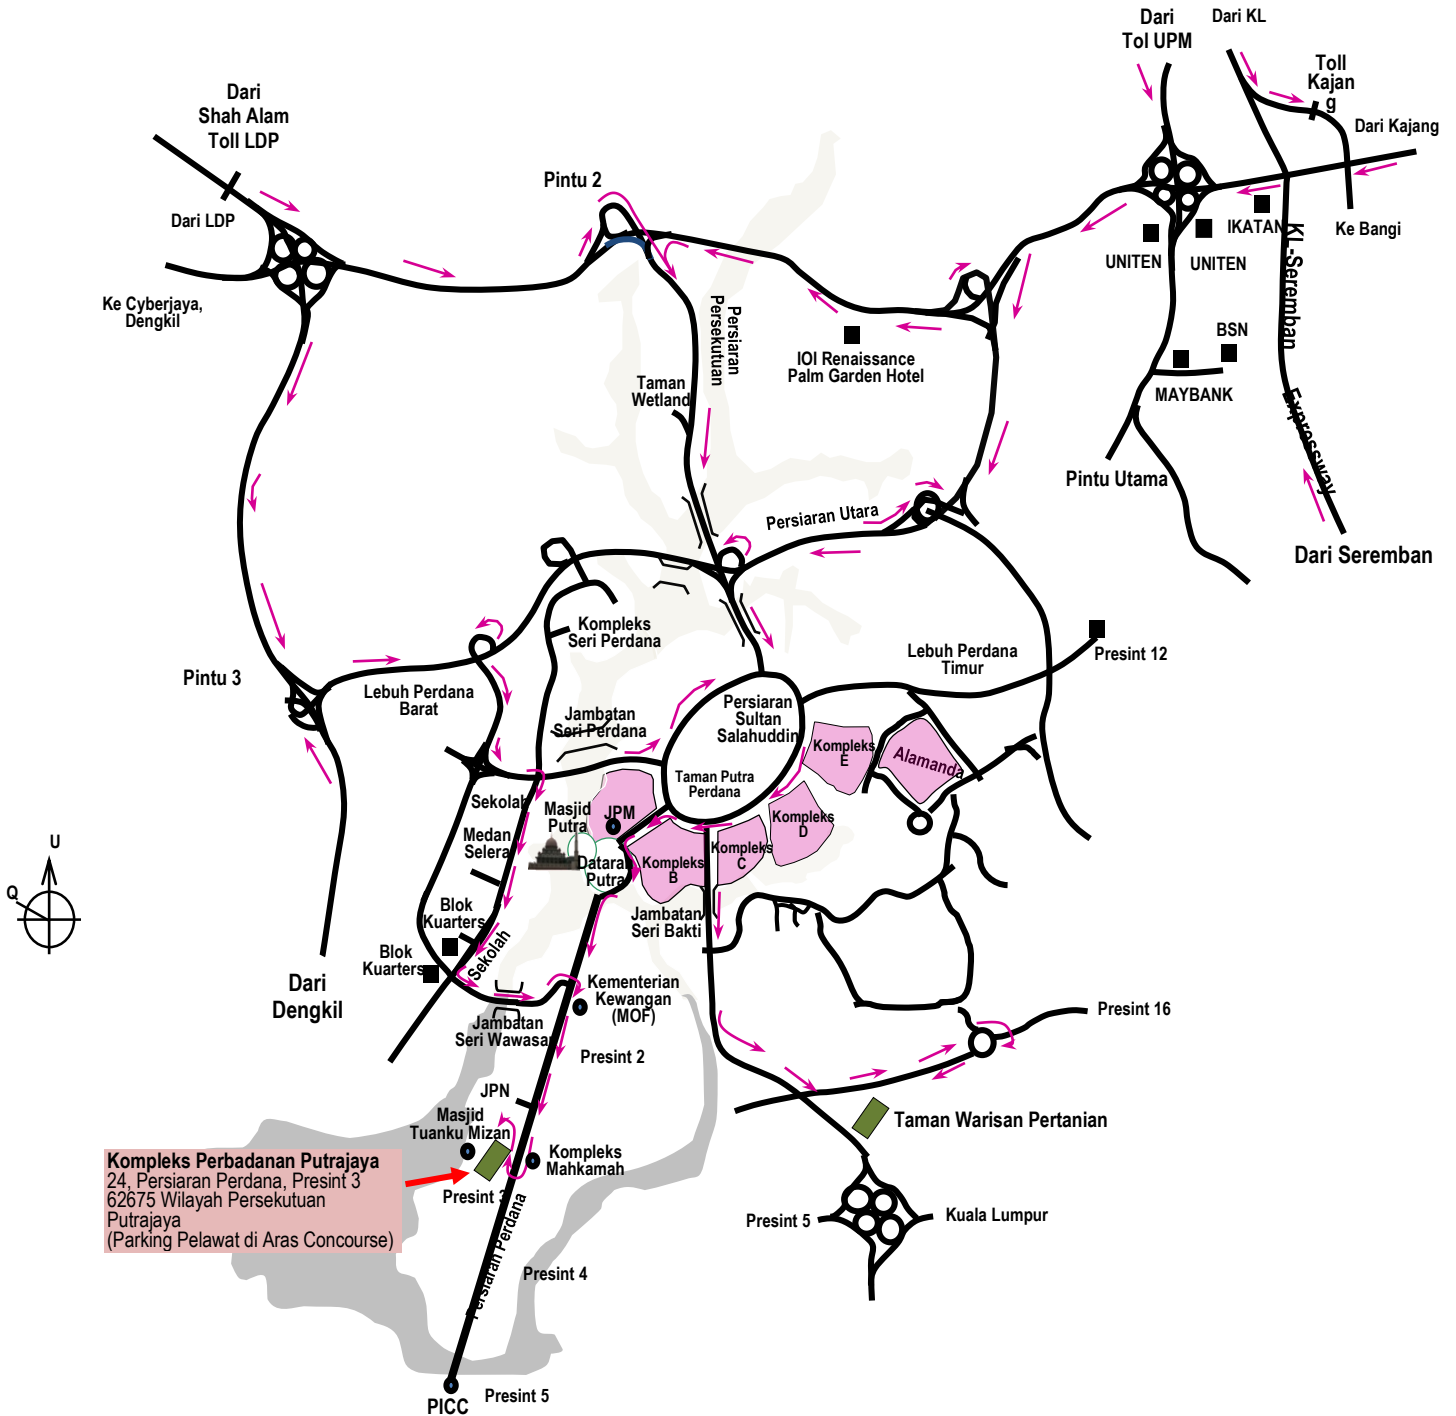 Dari
Tol UPM
Dari KL
Toll
Kajan
g
Dari Kajang
Dari
Shah Alam
Toll LDP
Dari LDP
Pintu 2
Ke Cyberjaya,
Dengkil
IKATAN
UNITEN
UNITEN
Ke Bangi
KL-Seremban
Expressway
BSN
MAYBANK
Pintu Utama
Dari Seremban
Persiaran
Persekutuan
IOI Renaissance
Palm Garden Hotel
Taman
Wetland
Persiaran Utara
Kompleks
Seri Perdana
Lebuh Perdana
Timur
Presint 12
Pintu 3
Lebuh Perdana
Barat
Jambatan
Seri Perdana
Persiaran
Sultan
Salahuddin
Taman Putra
Perdana
Kompleks
E
Alamanda
Kompleks
D
Kompleks
C
Kompleks
B
JPM
Masjid
Putra
Dataran
Putra
Sekolah
Medan
Selera
Blok
Kuarters
Blok
Kuarters
Sekolah
Jambatan
Seri Bakti
U
Q
Dari
Dengkil
Kementerian
Kewangan
(MOF)
Jambatan
Seri Wawasan
Presint 2
Presint 16
JPN
Masjid
Tuanku Mizan
Kompleks
Mahkamah
Taman Warisan Pertanian
Kompleks Perbadanan Putrajaya
24, Persiaran Perdana, Presint 3
62675 Wilayah Persekutuan
Putrajaya
(Parking Pelawat di Aras Concourse)
Presint 3
Persiaran Perdana
Presint 5
Kuala Lumpur
Presint 4
PICC
Presint 5